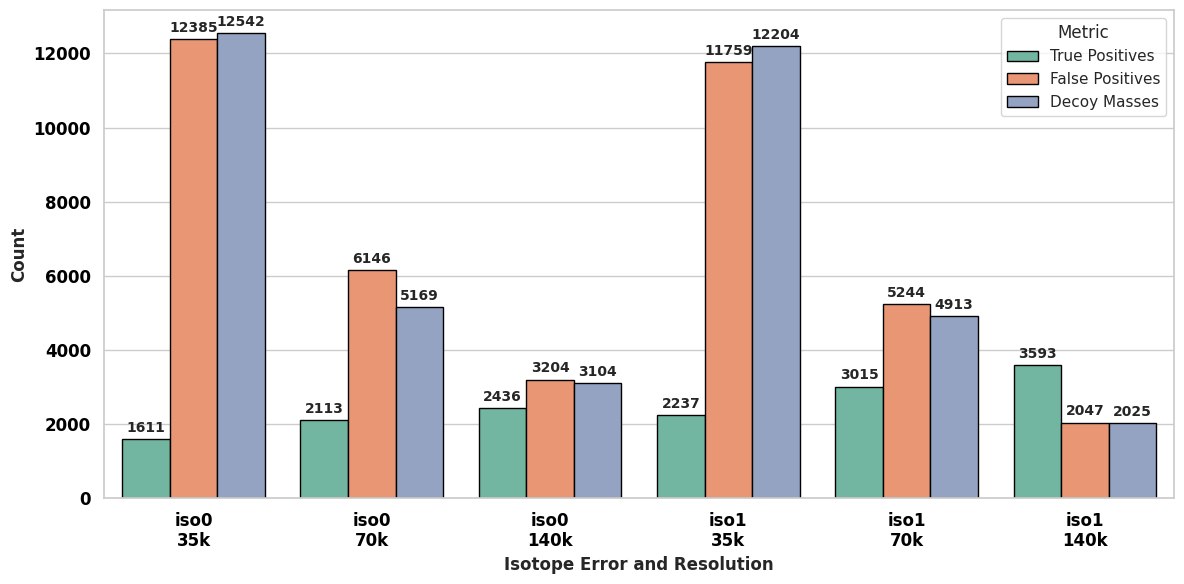 12385
12542
1611
6146
5169
2113
3204
3104
2436
11759
12204
2237
5244
4913
3015
3593
2047
2025
Metric
True Positives
False Positives
Decoy Masses
12000
10000
8000
6000
4000
2000
0
Count
iso0
35k
iso0
70k
iso0
140k
iso1
35k
iso1
70k
iso1
140k
Isotope Error and Resolution